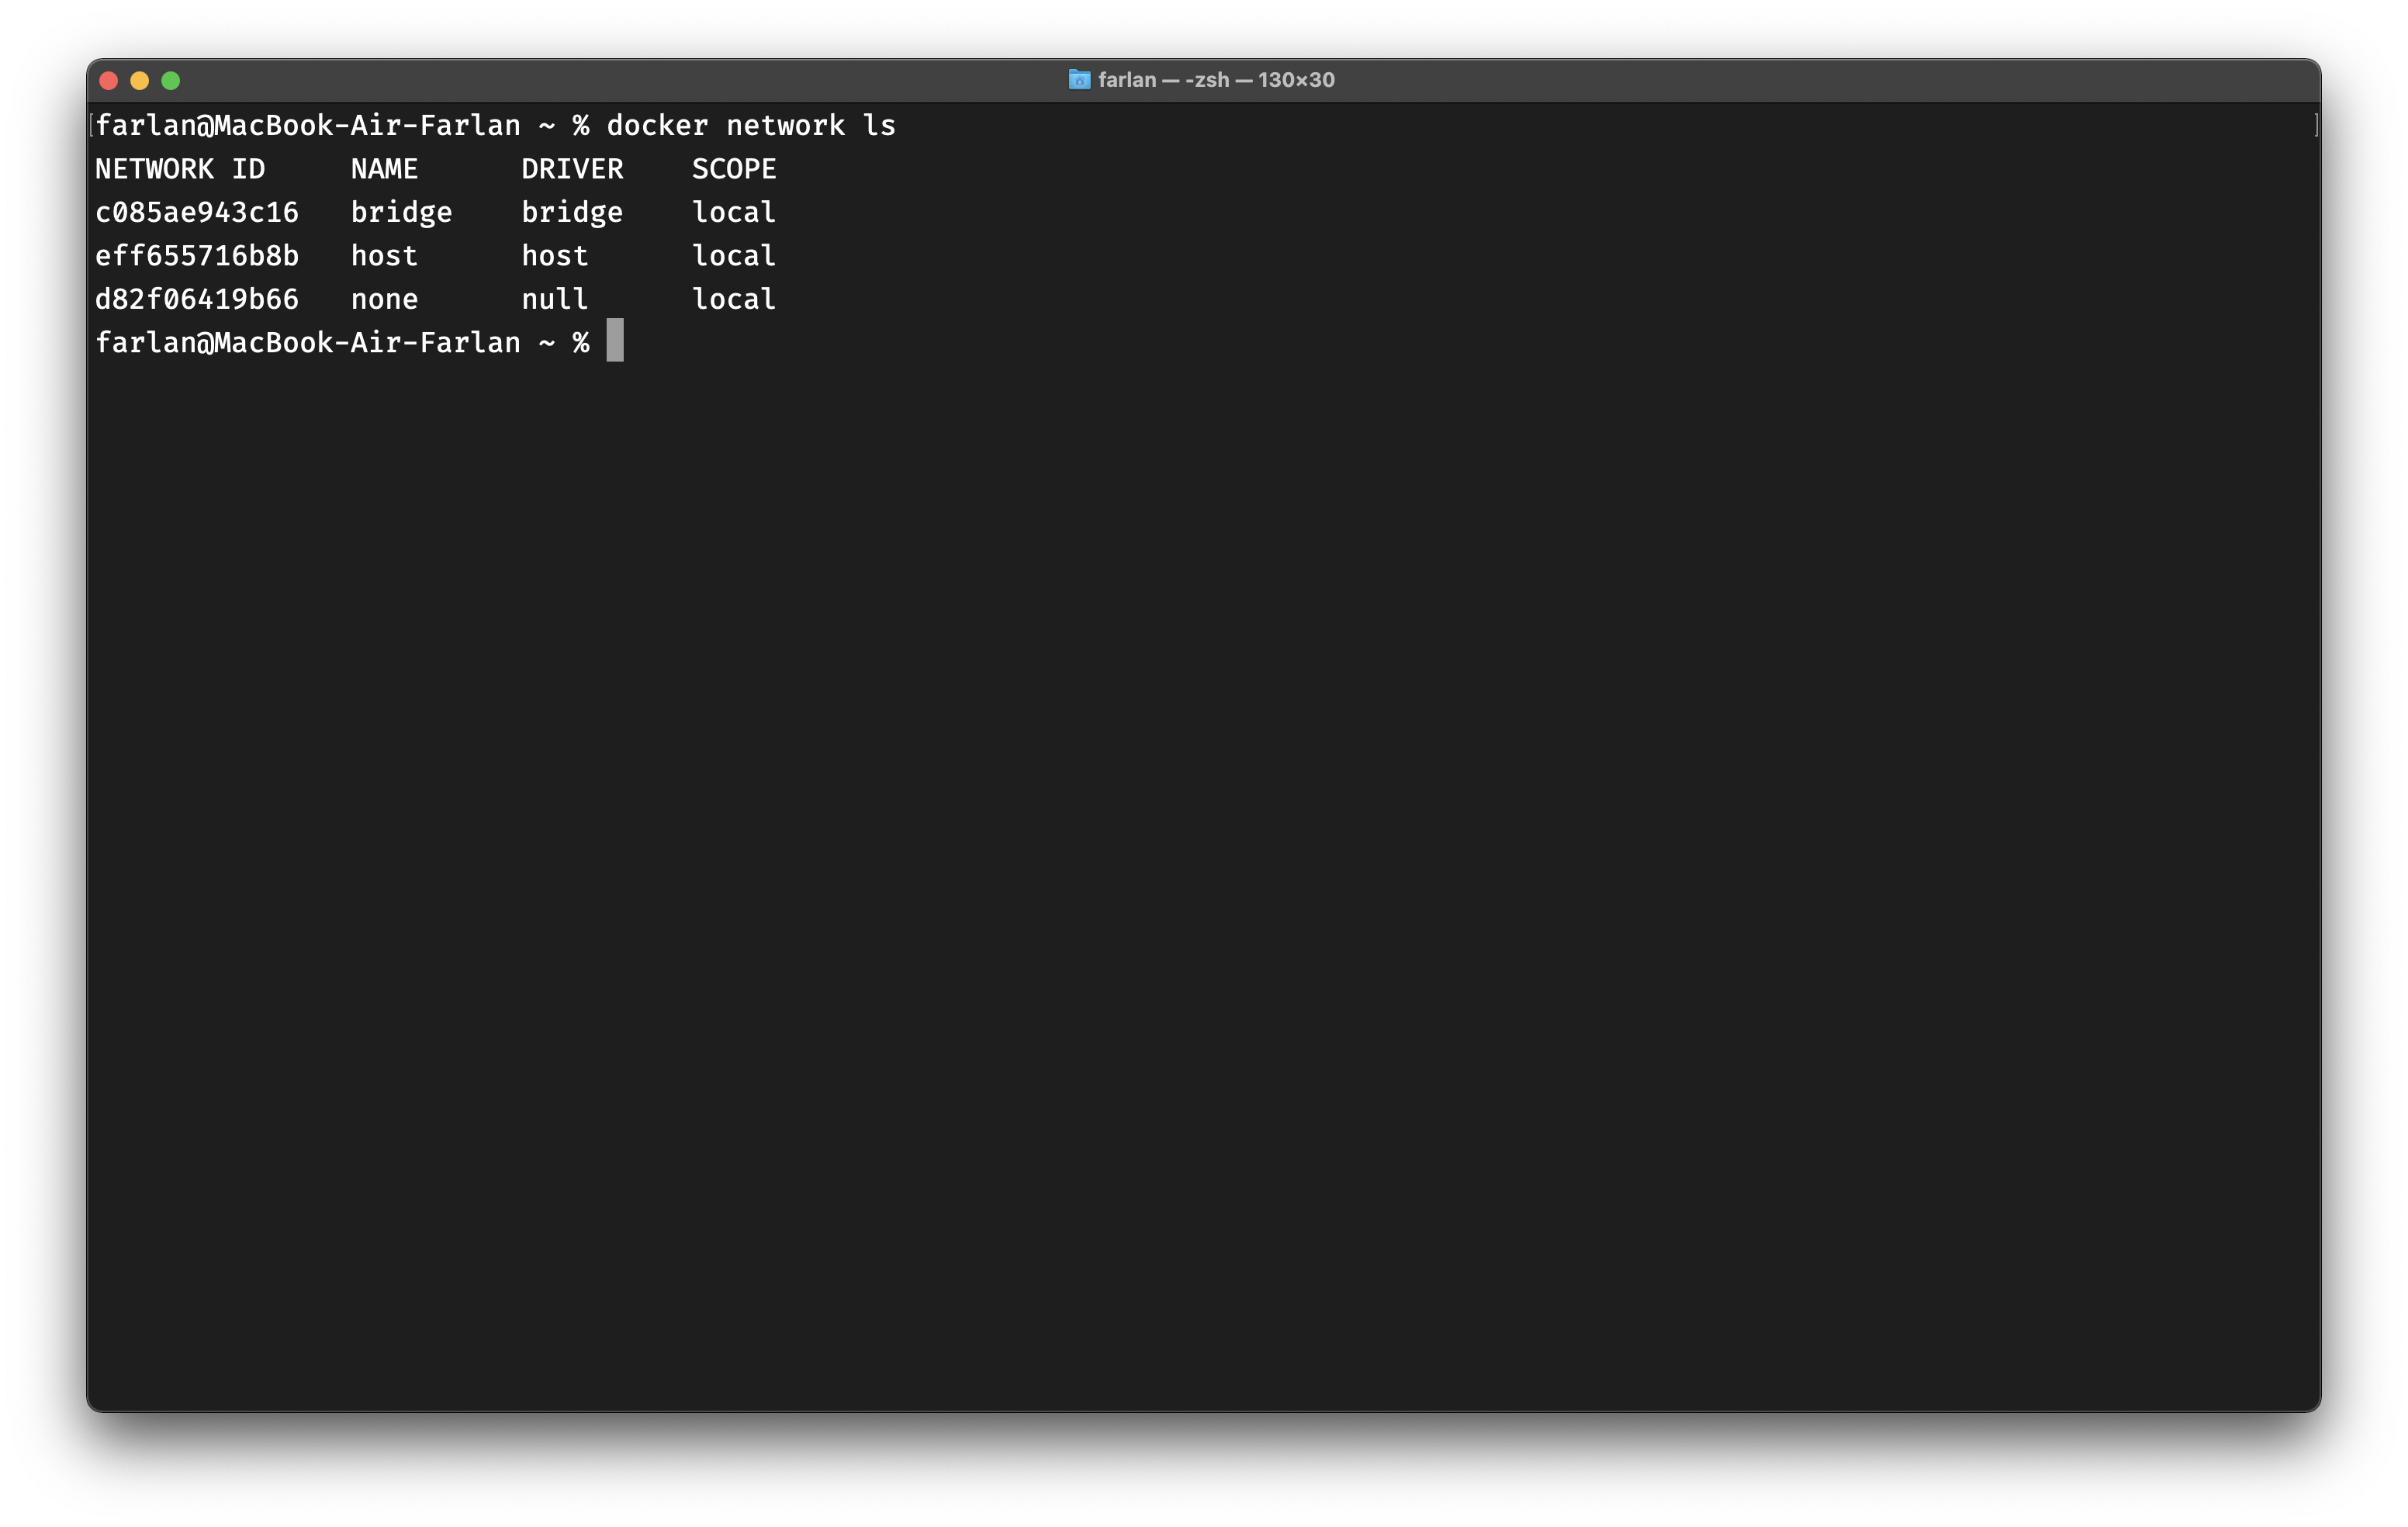 farlan — -zsh — 130×30
[farlan@MacBook-Air-Farlan ~ % docker network ls ]
NETWORK ID     NAME      DRIVER    SCOPE
c085ae943c16   bridge    bridge    local
eff655716b8b   host      host      local
d82f06419b66   none      null      local
farlan@MacBook-Air-Farlan ~ %